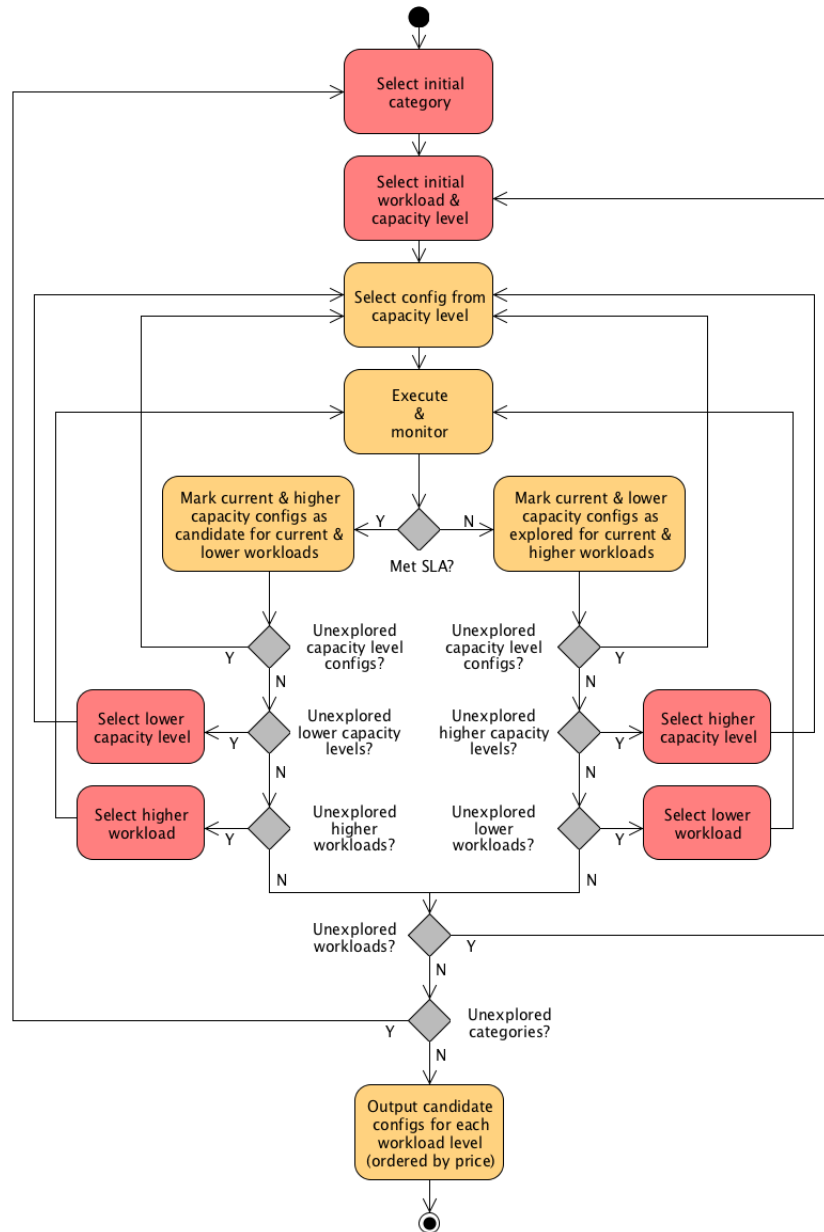 Select initial
category
Select initial
workload &
capacity level
Select config from
capacity level
Execute
&
monitor
Mark current & higher
capacity configs as
candidate for current &
lower workloads
Y
N
Met SLA?
Mark current & lower
capacity configs as
explored for current &
higher workloads
Unexplored
capacity level
configs?
Y
N
Unexplored
capacity level
configs?
Y
N
Select lower
capacity level
Y
Unexplored
lower capacity
levels?
N
Unexplored
higher capacity
levels?
Y
N
Select higher
capacity level
Select higher
workload
Y
Unexplored
higher
workloads?
N
Unexplored
lower
workloads?
Y
N
Select lower
workload
Unexplored
workloads?
Y
N
Y
Unexplored
categories?
N
Output candidate
configs for each
workload level
(ordered by price)